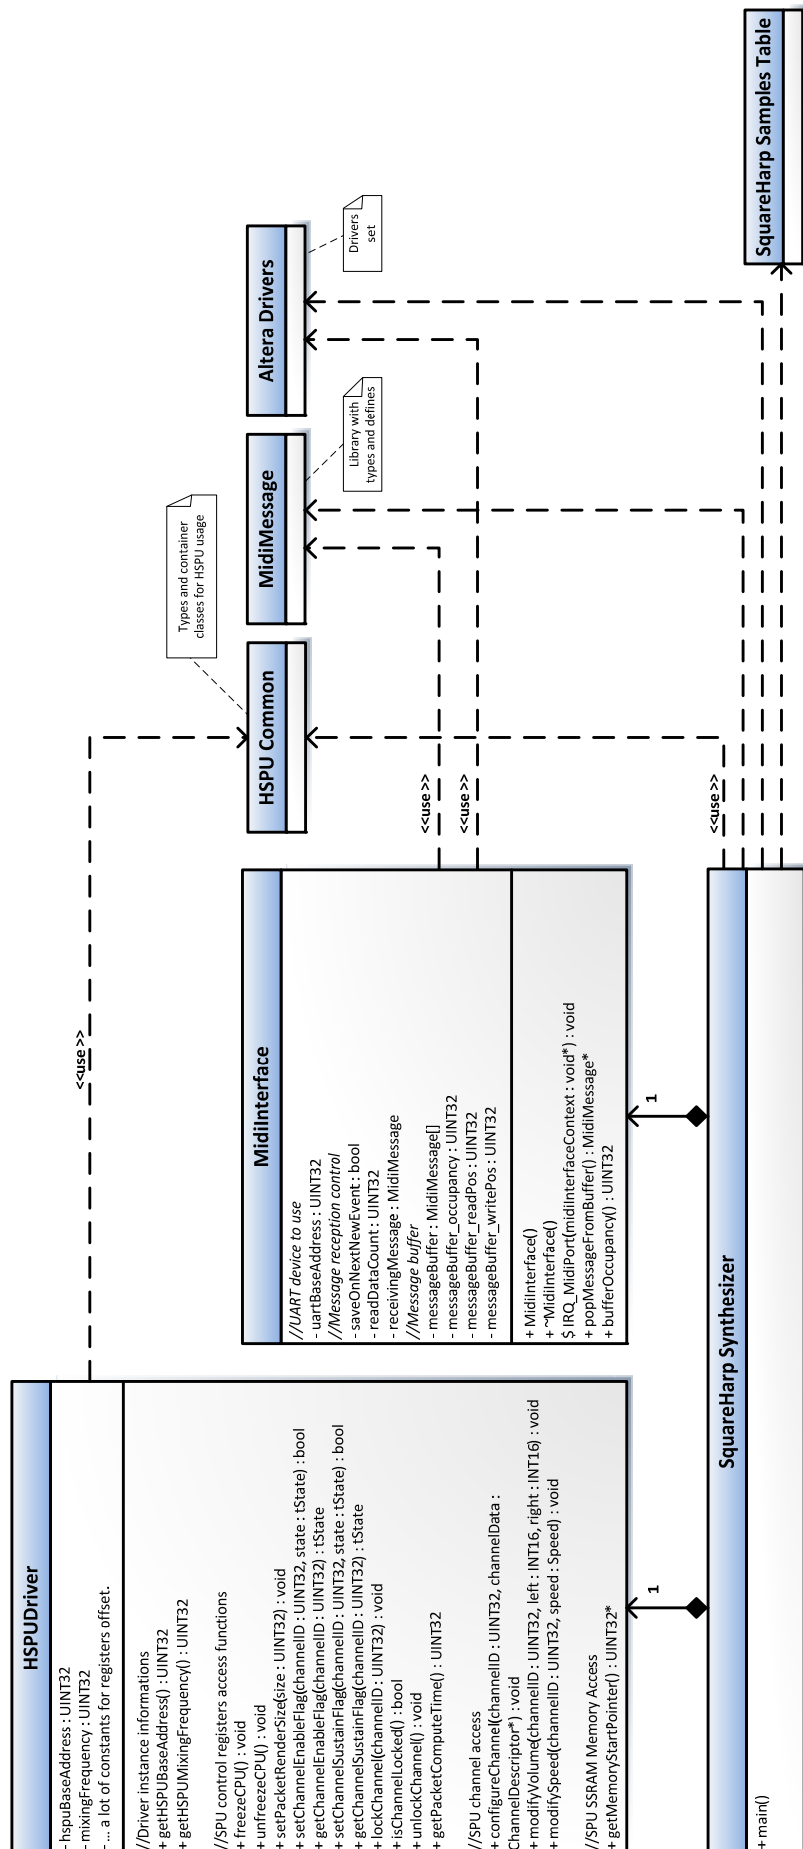 HSPUDriver
- hspuBaseAddress : UINT32
- mixingFrequency : UINT32
- ... a lot of constants for registers offset.
//Driver instance informations
+ getHSPUBaseAddress() : UINT32
+ getHSPUMixingFrequency() : UINT32
//SPU control registers access functions
+ freezeCPU() : void
+ unfreezeCPU() : void
+ setPacketRenderSize(size : UINT32) : void
+ setChannelEnableFlag(channelID : UINT32, state : tState) : bool
+ getChannelEnableFlag(channelID : UINT32) : tState
+ setChannelSustainFlag(channelID : UINT32, state : tState) : bool
+ getChannelSustainFlag(channelID : UINT32) : tState
+ lockChannel(channelID : UINT32) : void
+ isChannelLocked() : bool
+ unlockChannel() : void
+ getPacketComputeTime() : UINT32
//SPU channel access
+ configureChannel(channelID : UINT32, channelData :
ChannelDescriptor*) : void
+ modifyVolume(channelID : UINT32, left : INT16, right : INT16) : void
+ modifySpeed(channelID : UINT32, speed : Speed) : void
//SPU SSRAM Memory Access
+ getMemoryStartPointer() : UINT32*
<<use >>
MidiInterface
//UART device to use
- uartBaseAddress : UINT32
//Message reception control
- saveOnNextNewEvent : bool
- readDataCount : UINT32
- receivingMessage : MidiMessage
//Message buffer
- messageBuffer : MidiMessage[]
- messageBuffer_occupancy : UINT32
- messageBuffer_readPos : UINT32
- messageBuffer_writePos : UINT32
+ MidiInterface()
+ ~MidiInterface()
$ IRQ_MidiPort(midiInterfaceContext : void*) : void
+ popMessageFromBuffer() : MidiMessage*
+ bufferOccupancy() : UINT32
<<use >>
<<use >>
Types and container
classes for HSPU usage
HSPU Common
MidiMessage
Library with
types and defines
Altera Drivers
Drivers
set
1
1
<<use >>
SquareHarp Synthesizer
+ main()
SquareHarp Samples Table